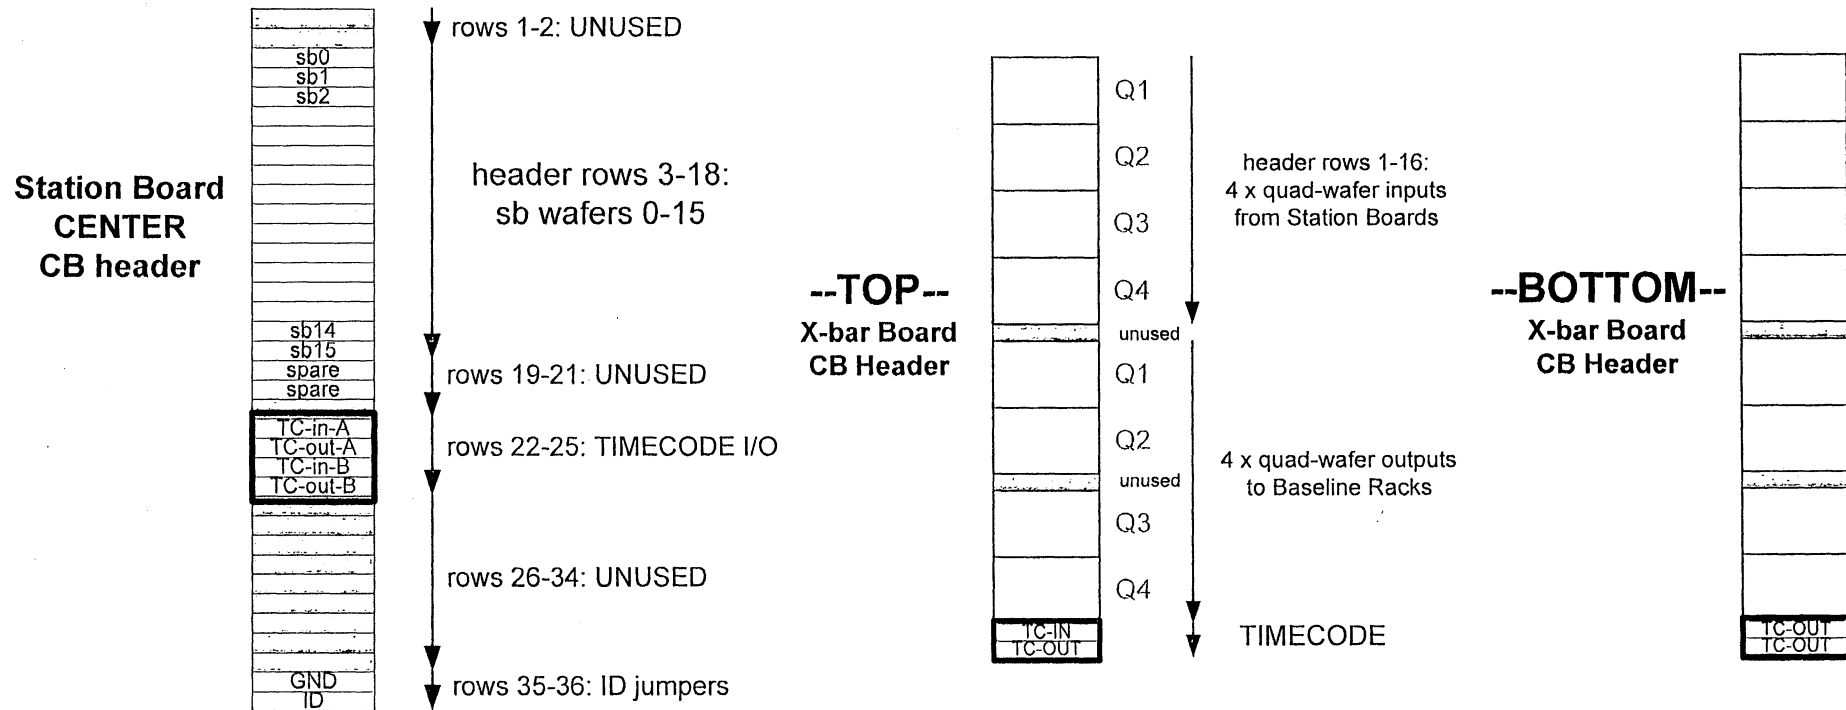 Station Board
CENTER
CB header
sb0
sb1
sb2
sb14
sb15
spare
spare
TC-in-A
TC-out-A
TC-in-B
TC-out-B
GND
ID
rows 1-2: UNUSED
header rows 3-18:
sb wafers 0-15
rows 19-21: UNUSED
rows 22-25: TIMECODE I/O
rows 26-34: UNUSED
rows 35-36: ID jumpers
--TOP--
X-bar Board
CB Header
Q1
Q2
Q3
Q4
unused
Q1
Q2
unused
Q3
Q4
TC-IN
TC-OUT
header rows 1-16:
4 x quad-wafer inputs
from Station Boards
4 x quad-wafer outputs
to Baseline Racks
TIMECODE
--BOTTOM--
X-bar Board
CB Header
TC-OUT
TC-OUT